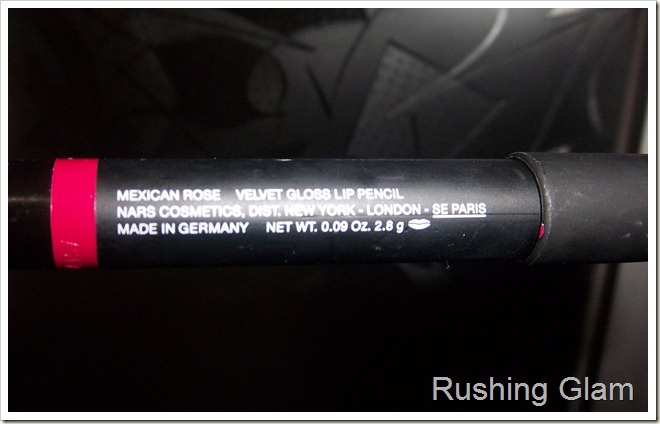 MEXICAN ROSE VELVET GLOSS LIP PENCIL
NARS COSMETICS, DIST. NEW YORK - LONDON - SE PARIS
MADE IN GERMANY NET WT. 0.09 Oz. 2.8 g
Rushing Glam